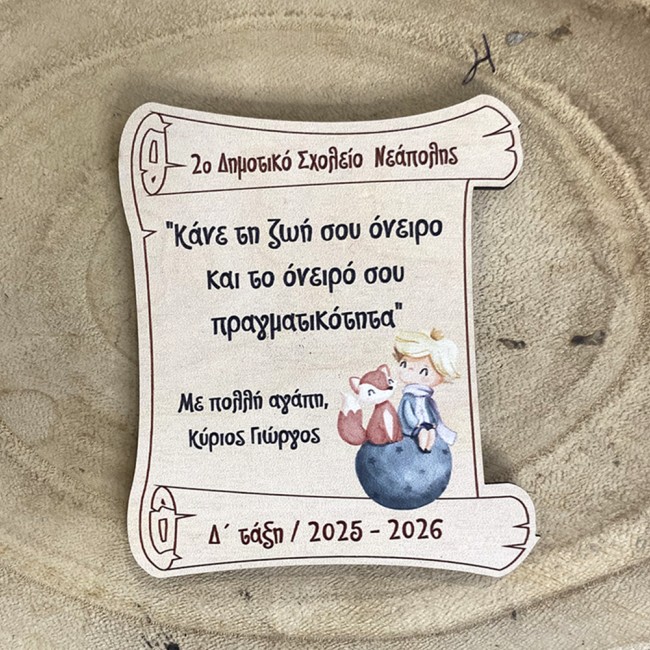 2ο Δημοτικό Σχολείο Νεάπολης
"Κάνε τη ζωή σου όνειρο
και το όνειρό σου
πραγματικότητα"
Με πολλή αγάπη,
Κύριος Γιώργος
Δ΄ τάξη / 2025 - 2026